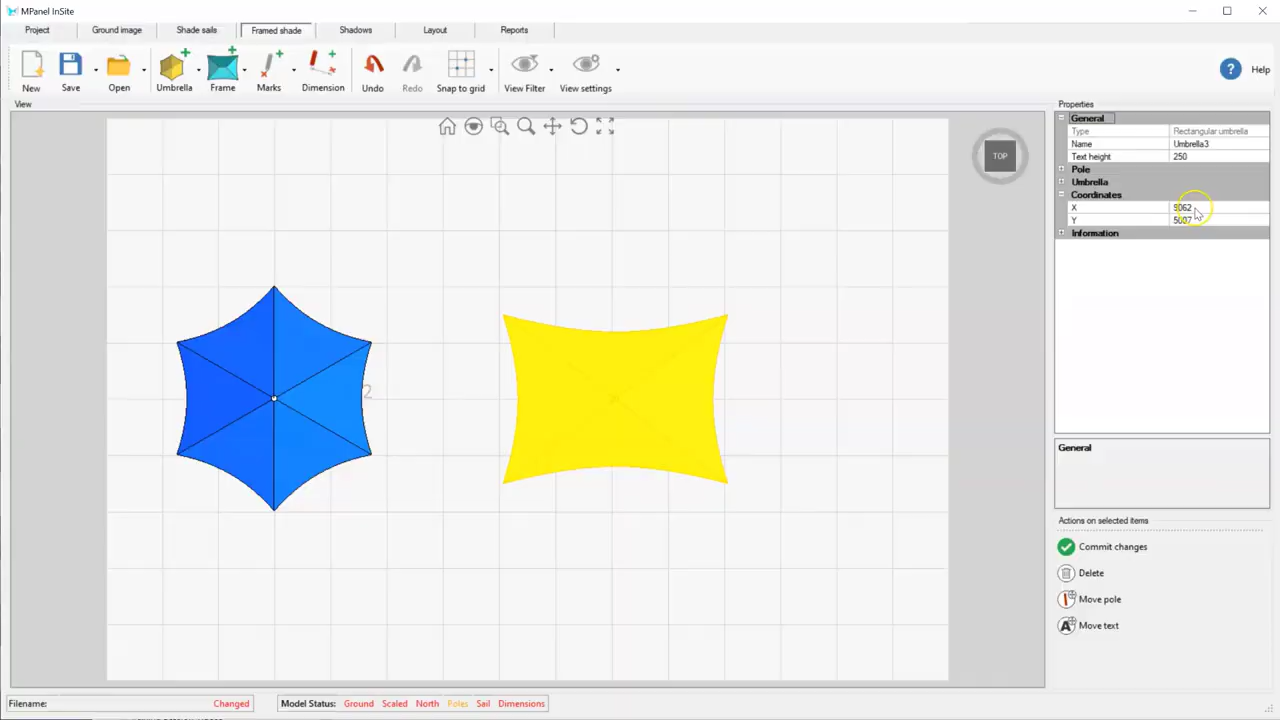 MPanel InSite
Project Ground image Shade sails Framed shade Shadows Layout Reports
New Save Open Umbrella Frame Marks Dimension Undo Redo Snap to grid View Filter View settings ? Help
View
Properties
General
Type Rectangular umbrella
Name Umbrella3
Text height 250
Pole
Umbrella
Coordinates
X 9062
Y 5007
Information
TOP
2
General
Actions on selected items
Commit changes
Delete
Move pole
Move text
Filename: Changed Model Status: Ground Scaled North Poles Sail Dimensions